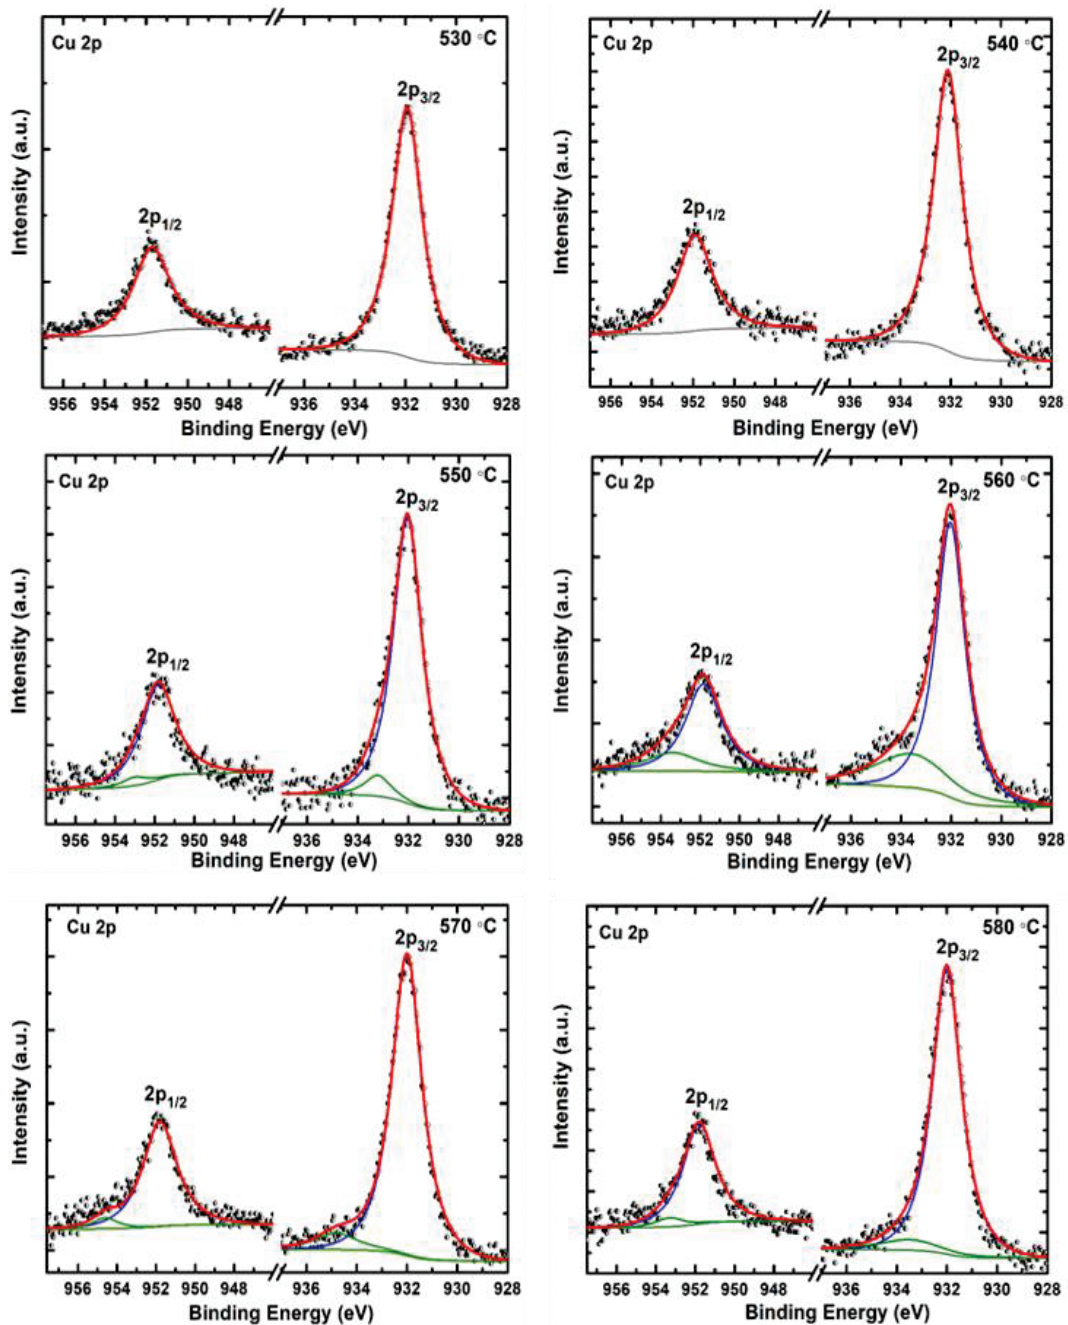 Cu 2p
530 °C
2p3/2
2p1/2
Intensity (a.u.)
956 954 952 950 948 936 934 932 930 928
Binding Energy (eV)
Cu 2p
540 °C
2p3/2
2p1/2
Intensity (a.u.)
956 954 952 950 948 936 934 932 930 928
Binding Energy (eV)
Cu 2p
550 °C
2p3/2
2p1/2
Intensity (a.u.)
956 954 952 950 948 936 934 932 930 928
Binding Energy (eV)
Cu 2p
560 °C
2p3/2
2p1/2
Intensity (a.u.)
956 954 952 950 948 936 934 932 930 928
Binding Energy (eV)
Cu 2p
570 °C
2p3/2
2p1/2
Intensity (a.u.)
956 954 952 950 948 936 934 932 930 928
Binding Energy (eV)
Cu 2p
580 °C
2p3/2
2p1/2
Intensity (a.u.)
956 954 952 950 948 936 934 932 930 928
Binding Energy (eV)